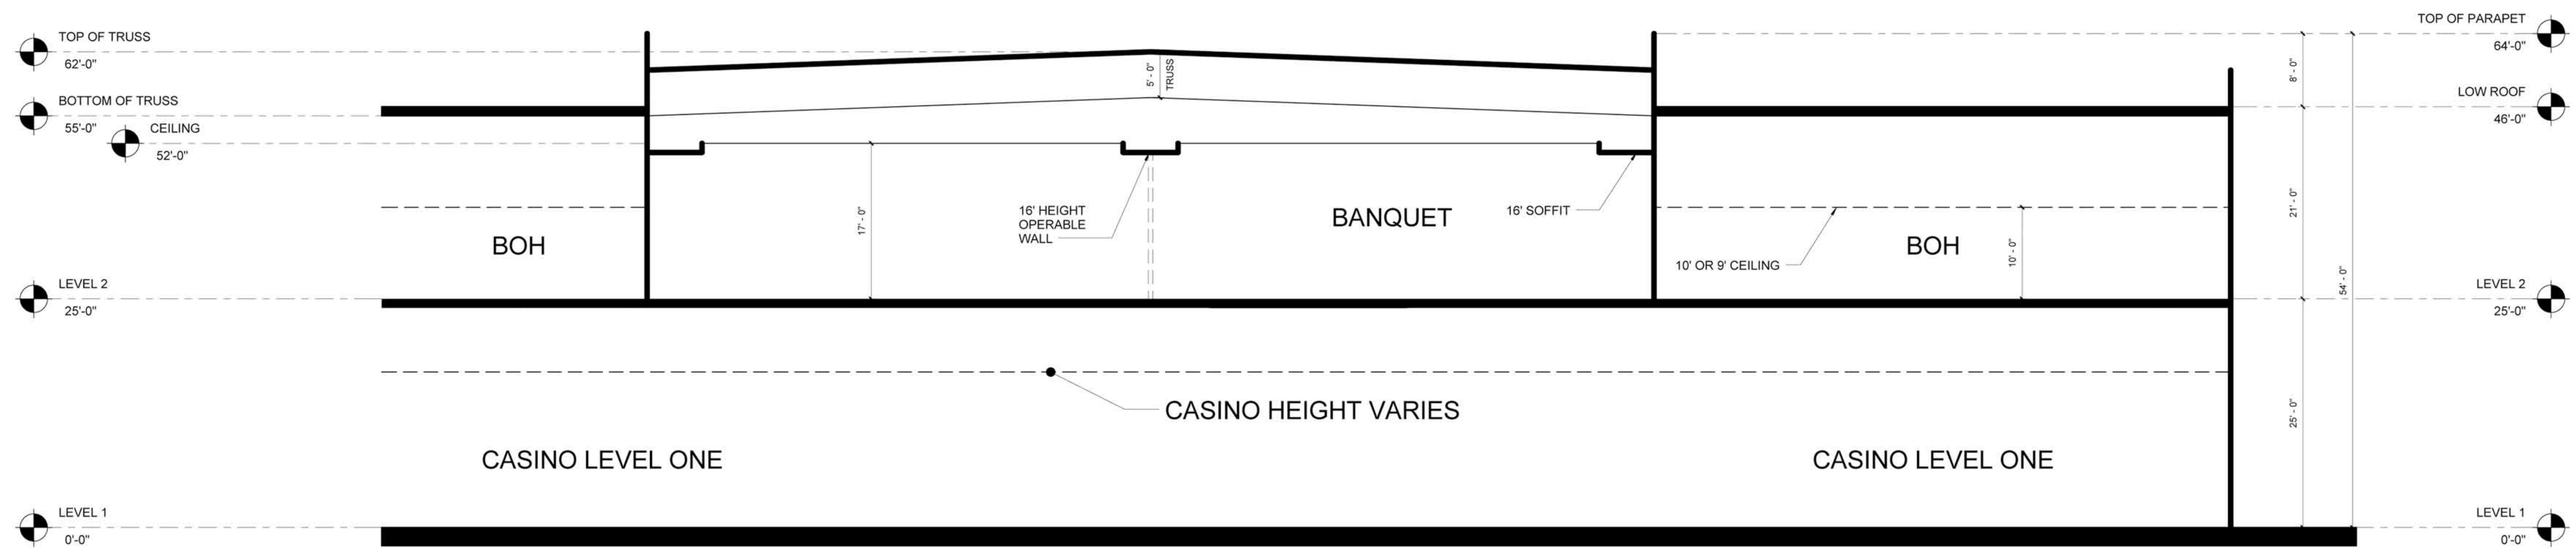 TOP OF TRUSS
62'-0"
BOTTOM OF TRUSS
55'-0"
CEILING
52'-0"
LEVEL 2
25'-0"
LEVEL 1
0'-0"
BOH
17' - 0"
16' HEIGHT
OPERABLE
WALL
5' - 0"
TRUSS
BANQUET
16' SOFFIT
10' OR 9' CEILING
BOH
10' - 0"
CASINO HEIGHT VARIES
CASINO LEVEL ONE
CASINO LEVEL ONE
8' - 0"
21' - 0"
25' - 0"
54' - 0"
TOP OF PARAPET
64'-0"
LOW ROOF
46'-0"
LEVEL 2
25'-0"
LEVEL 1
0'-0"